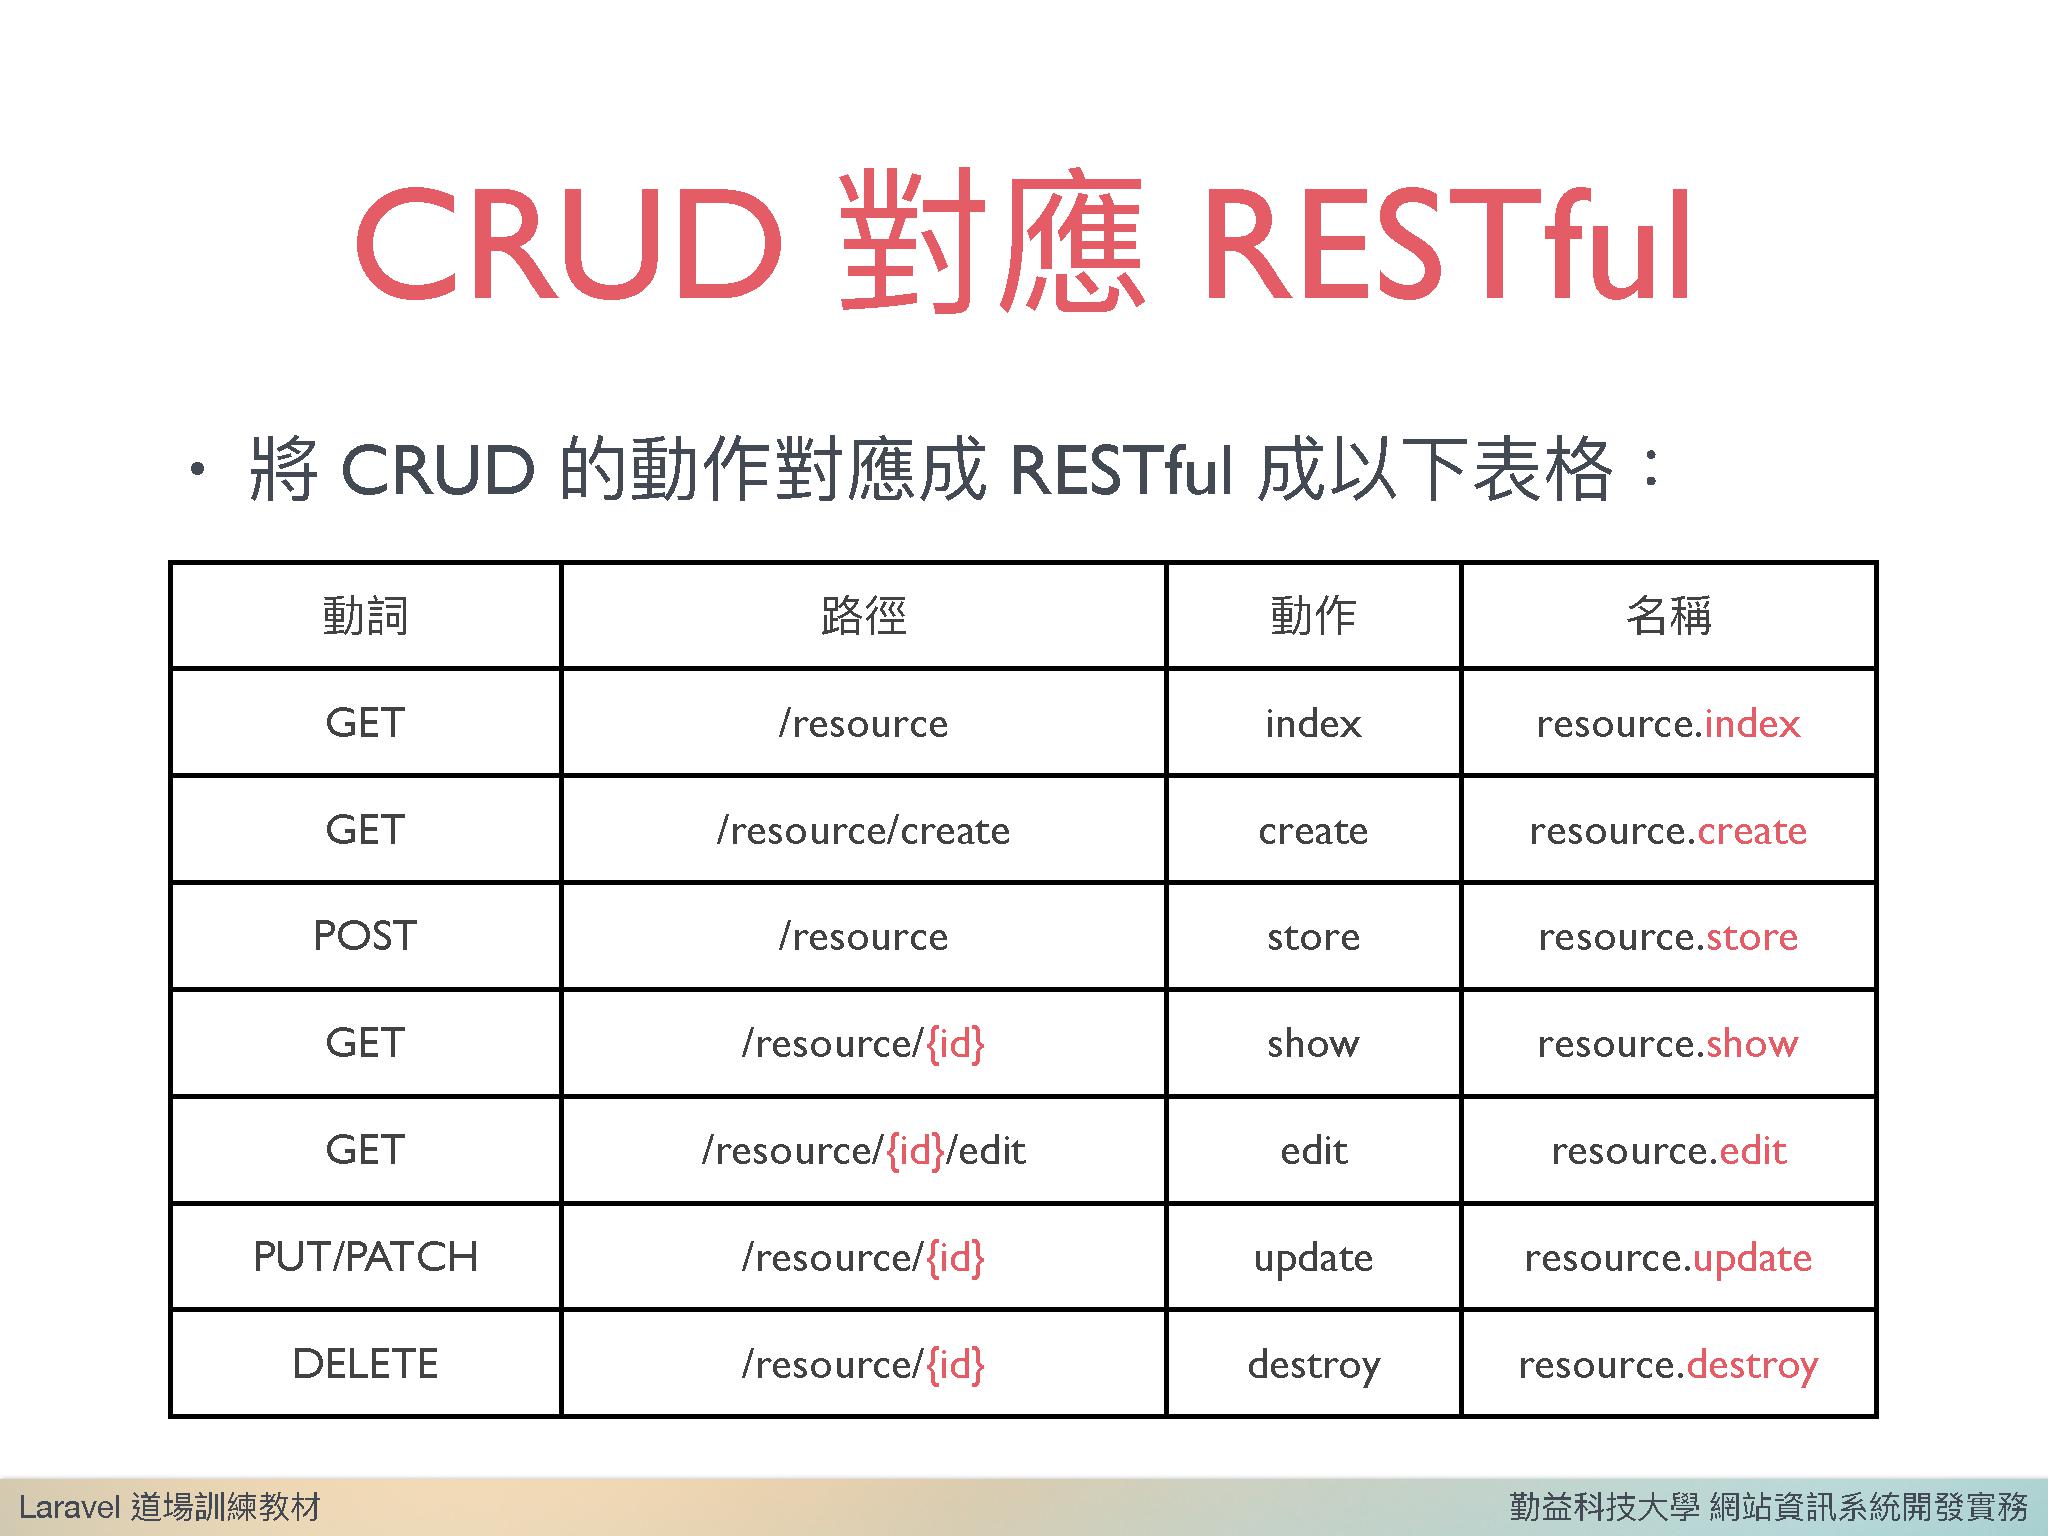 CRUD 對應 RESTful
• 將 CRUD 的動作對應成 RESTful 成以下表格：
動詞 路徑 動作 名稱
GET /resource index resource.index
GET /resource/create create resource.create
POST /resource store resource.store
GET /resource/{id} show resource.show
GET /resource/{id}/edit edit resource.edit
PUT/PATCH /resource/{id} update resource.update
DELETE /resource/{id} destroy resource.destroy
Laravel 道場訓練教材 勤益科技大學 網站資訊系統開發實務